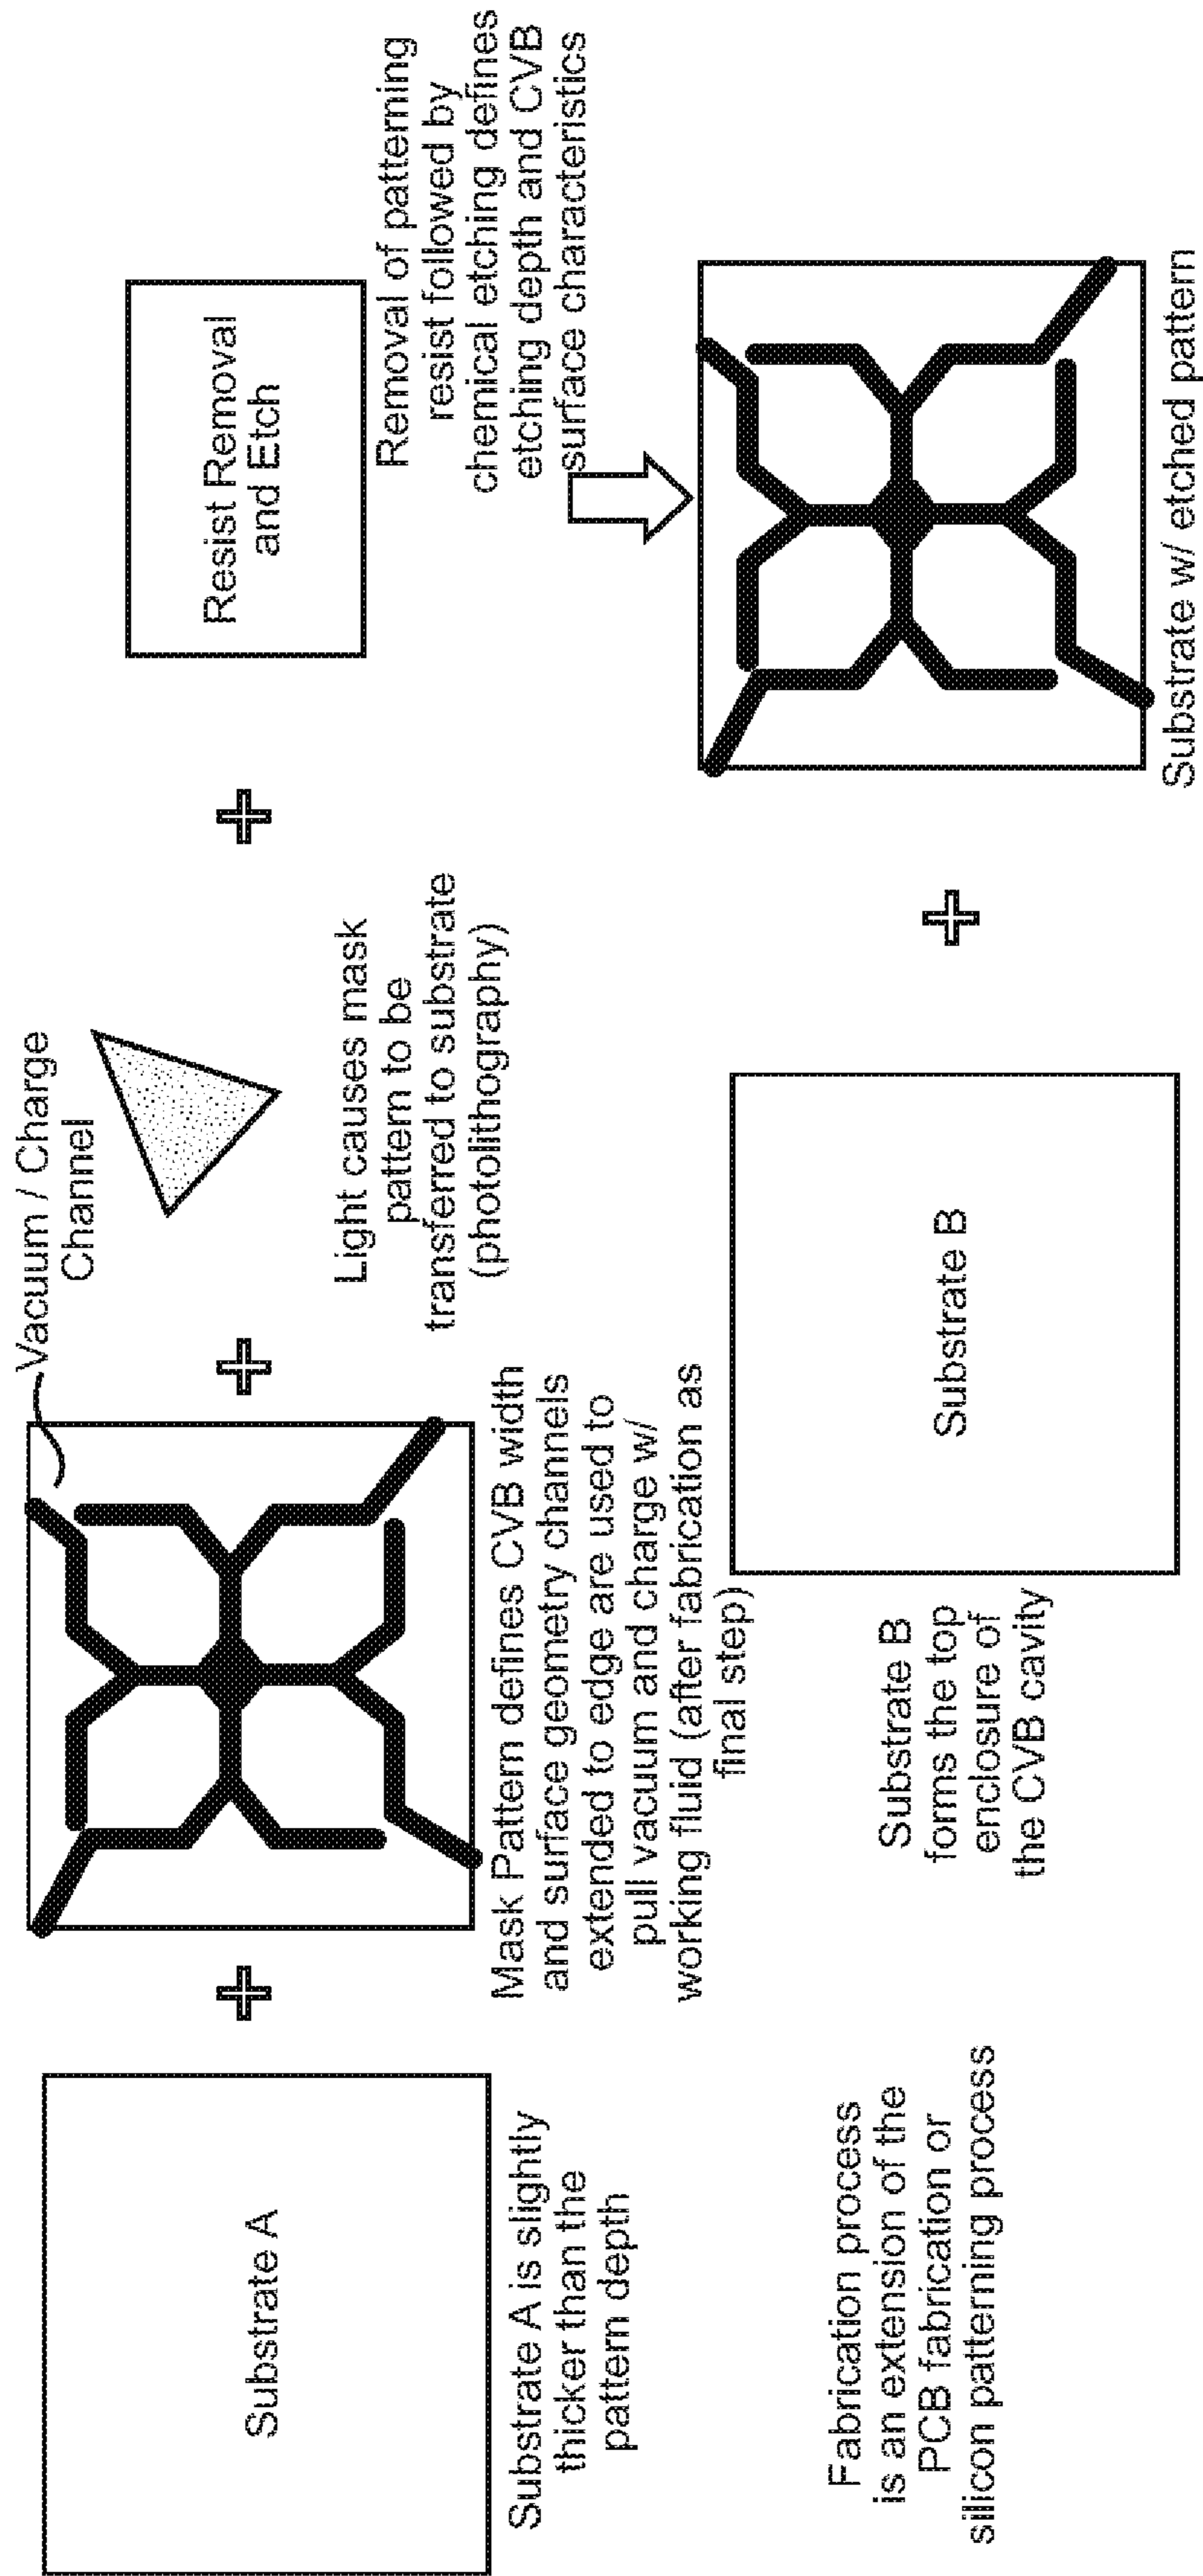 Substrate A
Substrate A is slightly
thicker than the
pattern depth
Vacuum / Charge
Channel
Mask Pattern defines CVB width
and surface geometry channels
extended to edge are used to
pull vacuum and charge w/
working fluid (after fabrication as
final step)
Light causes mask
pattern to be
transferred to substrate
(photolithography)
Resist Removal
and Etch
Removal of patterning
resist followed by
chemical etching defines
etching depth and CVB
surface characteristics
Fabrication process
is an extension of the
PCB fabrication or
silicon patterning process
Substrate B
forms the top
enclosure of
the CVB cavity
Substrate B
Substrate w/ etched pattern